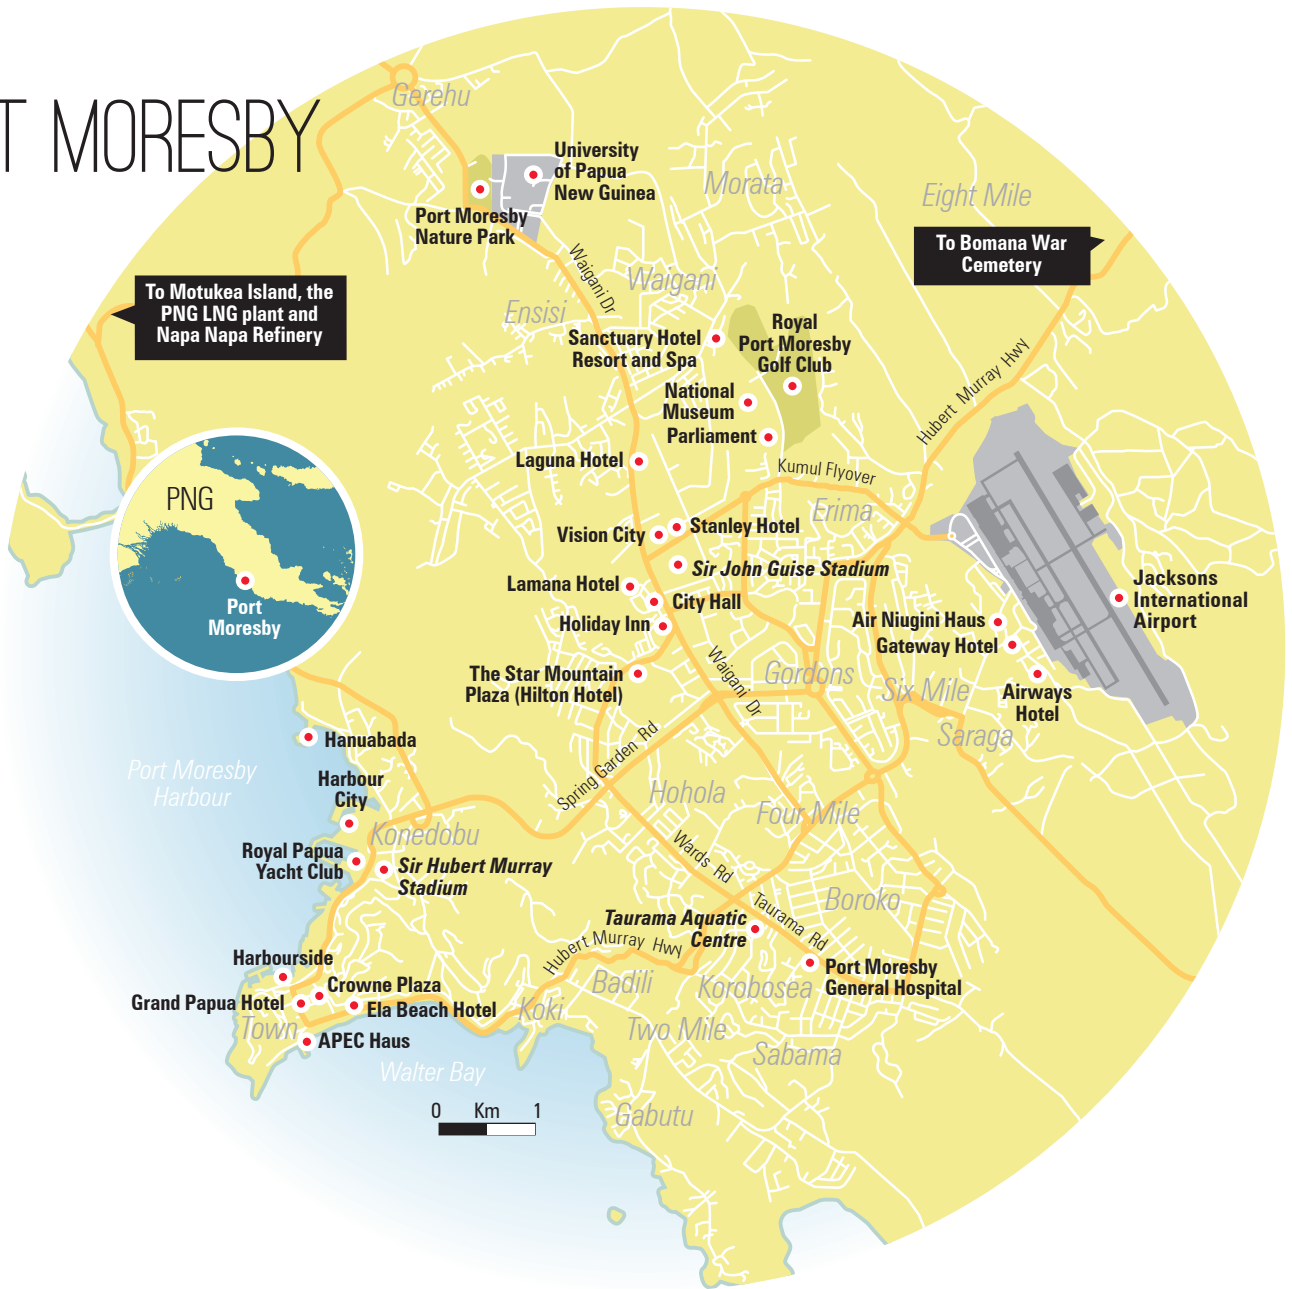 T MORESBY
Gerehu
University
of Papua
New Guinea
Port Moresby
Nature Park
Morata
Eight Mile
To Bomana War
Cemetery
Waigani Dr
Waigani
To Motukea Island, the
PNG LNG plant and
Napa Napa Refinery
Ensisi
Sanctuary Hotel
Resort and Spa
Royal
Port Moresby
Golf Club
National
Museum
Parliament
Hubert Murray Hwy
Laguna Hotel
Kumul Flyover
PNG
Port
Moresby
Erima
Vision City
Stanley Hotel
Sir John Guise Stadium
Lamana Hotel
City Hall
Holiday Inn
Jacksons
International
Airport
Air Niugini Haus
Gateway Hotel
Airways
Hotel
The Star Mountain
Plaza (Hilton Hotel)
Waigani Dr
Gordons
Six Mile
Saraga
Hanuabada
Spring Garden Rd
Port Moresby
Harbour
Harbour
City
Hohola
Four Mile
Konedobu
Royal Papua
Yacht Club
Sir Hubert Murray
Stadium
Wards Rd
Boroko
Taurama Aquatic
Centre
Taurama Rd
Hubert Murray Hwy
Port Moresby
General Hospital
Harbourside
Crowne Plaza
Grand Papua Hotel
Ela Beach Hotel
Badili
Korobosea
Koki
Town
APEC Haus
Two Mile
Sabama
Walter Bay
Gabutu
0 Km 1